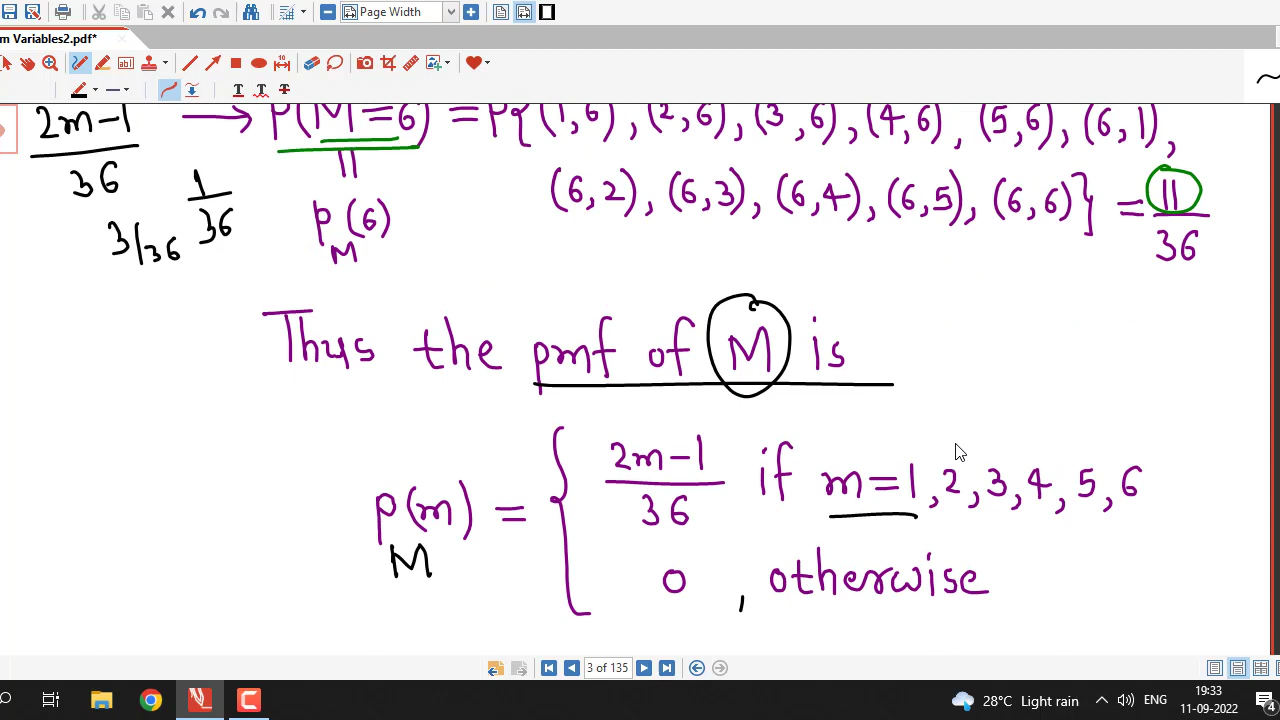 Page Width
m Variables2.pdf*
2m-1/36 → P(M=6) = P{(1,6), (2,6), (3,6), (4,6), (5,6), (6,1),
(6,2), (6,3), (6,4), (6,5), (6,6)} = 11/36
1/36
3/36
p_M(6)
Thus the pmf of M is
p_M(m) = { 2m-1/36 if m=1,2,3,4,5,6
0, otherwise
3 of 135
28°C Light rain ENG 19:33
11-09-2022
4